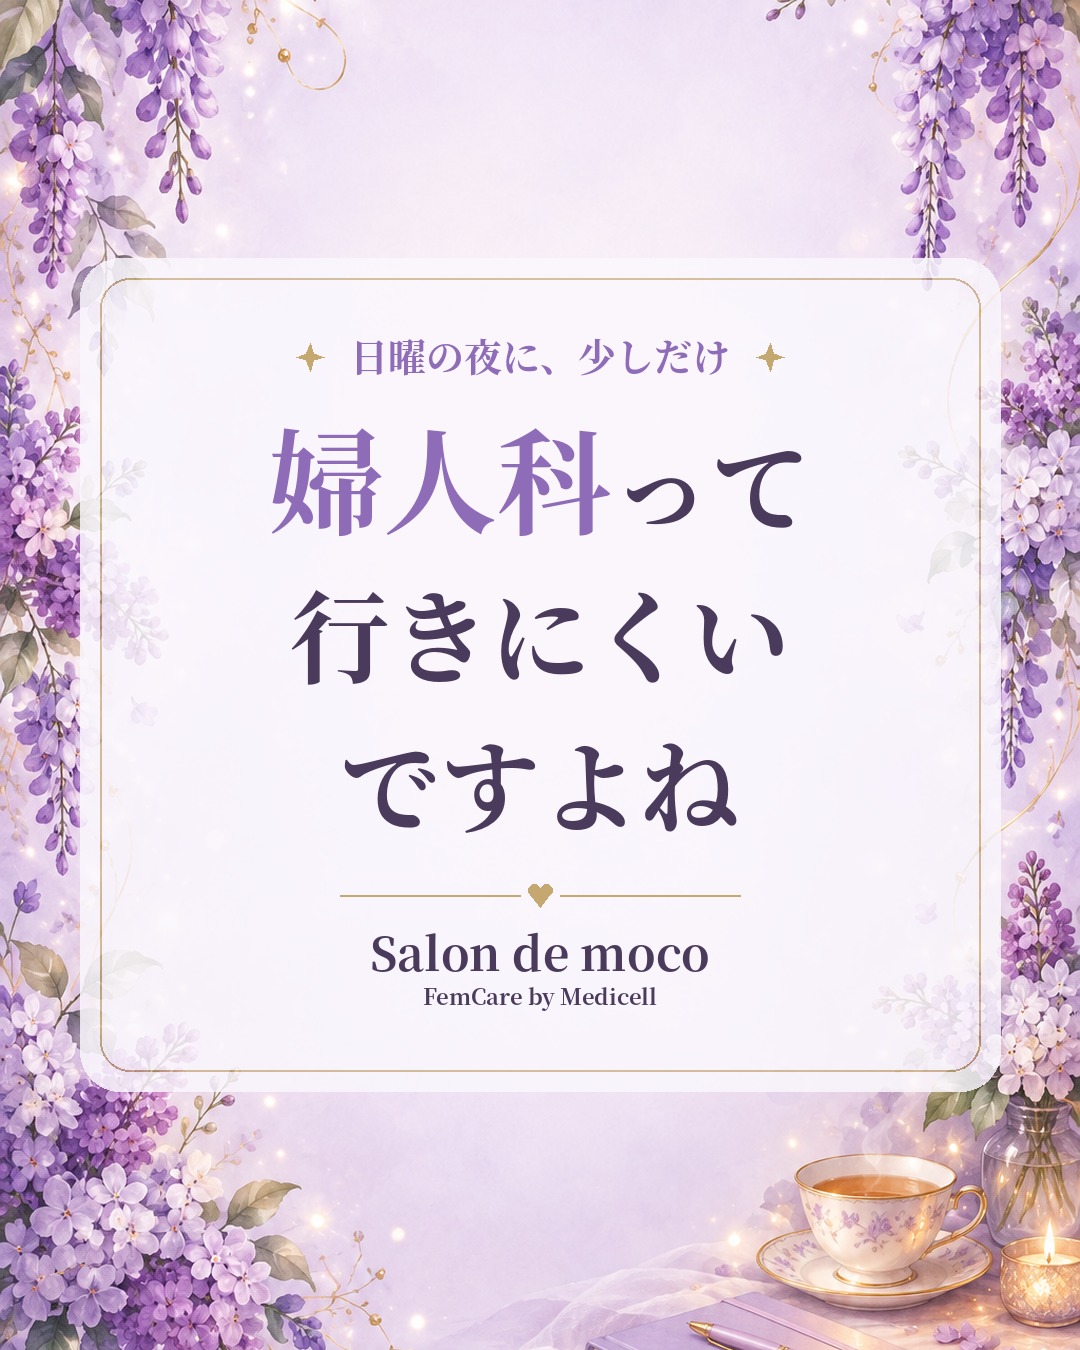 日曜の夜に、少しだけ
婦人科って
行きにくい
ですよね
Salon de moco
FemCare by Medicell